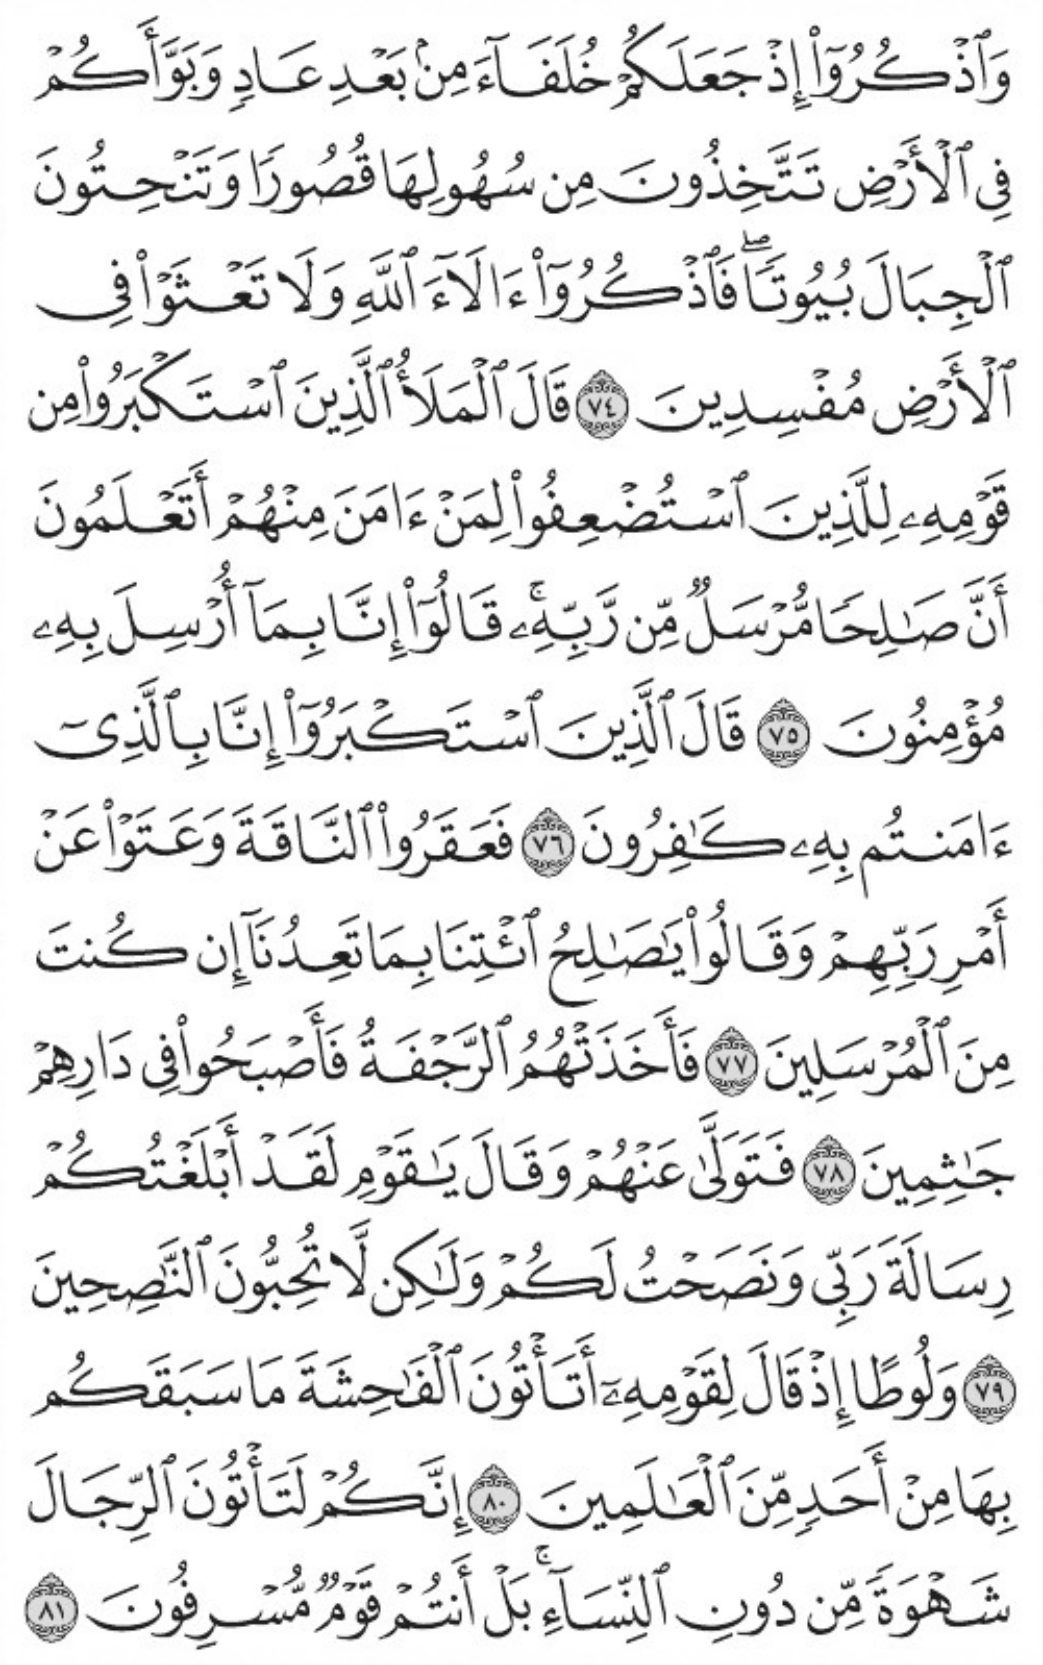 وَٱذۡكُرُوٓاْ إِذۡ جَعَلَكُمۡ خُلَفَآءَ مِنۢ بَعۡدِ عَادٖ وَبَوَّأَكُمۡ
فِي ٱلۡأَرۡضِ تَتَّخِذُونَ مِن سُهُولِهَا قُصُورٗا وَتَنۡحِتُونَ
ٱلۡجِبَالَ بُيُوتٗاۖ فَٱذۡكُرُوٓاْ ءَالَآءَ ٱللَّهِ وَلَا تَعۡثَوۡاْ فِي
ٱلۡأَرۡضِ مُفۡسِدِينَ ٧٤ قَالَ ٱلۡمَلَأُ ٱلَّذِينَ ٱسۡتَكۡبَرُواْ مِن
قَوۡمِهِۦ لِلَّذِينَ ٱسۡتُضۡعِفُواْ لِمَنۡ ءَامَنَ مِنۡهُمۡ أَتَعۡلَمُونَ
أَنَّ صَٰلِحٗا مُّرۡسَلٞ مِّن رَّبِّهِۦۚ قَالُوٓاْ إِنَّا بِمَآ أُرۡسِلَ بِهِۦ
مُؤۡمِنُونَ ٧٥ قَالَ ٱلَّذِينَ ٱسۡتَكۡبَرُوٓاْ إِنَّا بِٱلَّذِيٓ
ءَامَنتُم بِهِۦ كَٰفِرُونَ ٧٦ فَعَقَرُواْ ٱلنَّاقَةَ وَعَتَوۡاْ عَنۡ
أَمۡرِ رَبِّهِمۡ وَقَالُواْ يَٰصَٰلِحُ ٱئۡتِنَا بِمَا تَعِدُنَآ إِن كُنتَ
مِنَ ٱلۡمُرۡسَلِينَ ٧٧ فَأَخَذَتۡهُمُ ٱلرَّجۡفَةُ فَأَصۡبَحُواْ فِي دَارِهِمۡ
جَٰثِمِينَ ٧٨ فَتَوَلَّىٰ عَنۡهُمۡ وَقَالَ يَٰقَوۡمِ لَقَدۡ أَبۡلَغۡتُكُمۡ
رِسَالَةَ رَبِّي وَنَصَحۡتُ لَكُمۡ وَلَٰكِن لَّا تُحِبُّونَ ٱلنَّٰصِحِينَ
٧٩ وَلُوطًا إِذۡ قَالَ لِقَوۡمِهِۦٓ أَتَأۡتُونَ ٱلۡفَٰحِشَةَ مَا سَبَقَكُم
بِهَا مِنۡ أَحَدٖ مِّنَ ٱلۡعَٰلَمِينَ ٨٠ إِنَّكُمۡ لَتَأۡتُونَ ٱلرِّجَالَ
شَهۡوَةٗ مِّن دُونِ ٱلنِّسَآءِۚ بَلۡ أَنتُمۡ قَوۡمٞ مُّسۡرِفُونَ ٨١